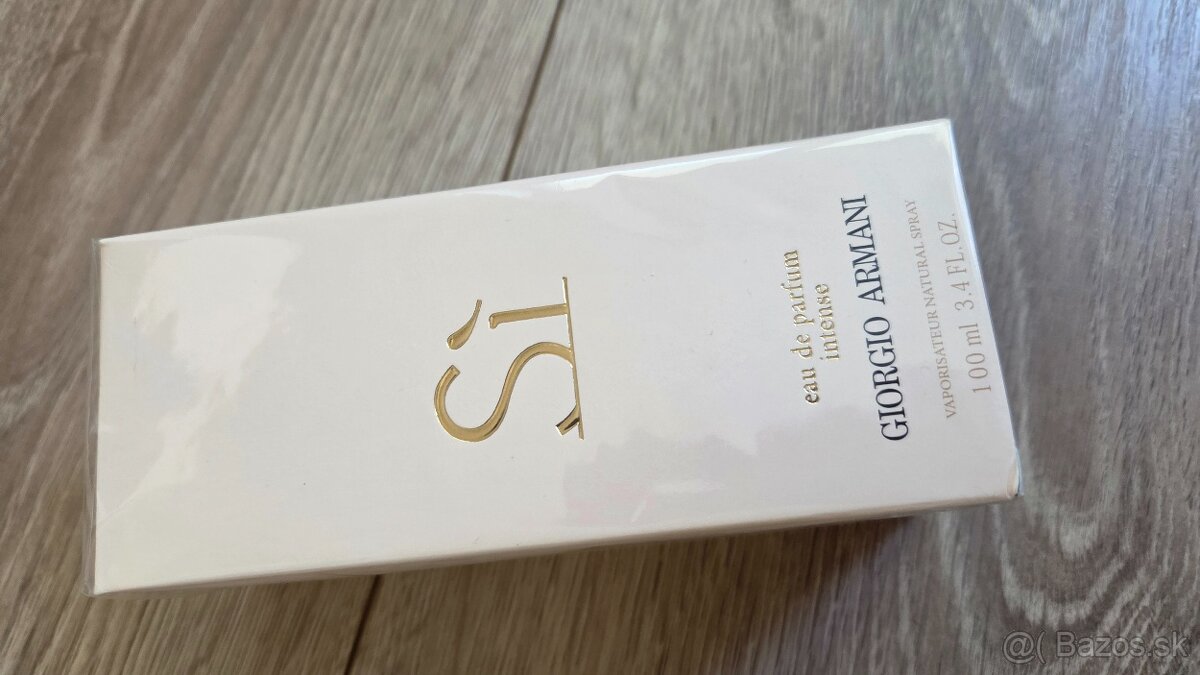 Sì
eau de parfum
intense
GIORGIO ARMANI
VAPORISATEUR NATURAL SPRAY
100 ml 3.4 FL.OZ.
@( Bazos.sk